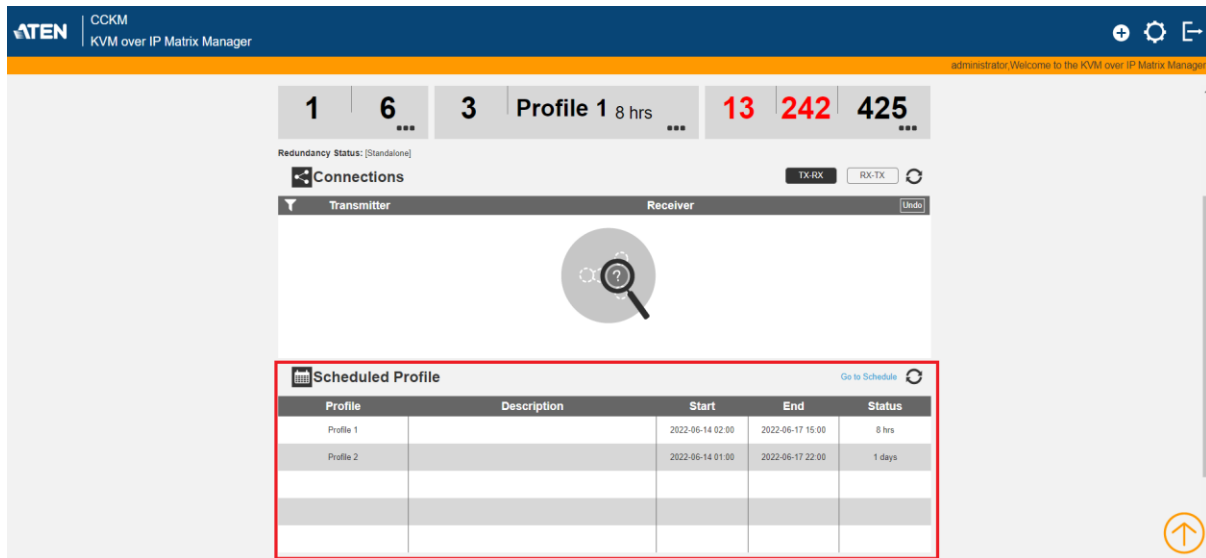 ATEN
CCKM
KVM over IP Matrix Manager
administrator,Welcome to the KVM over IP Matrix Manager
1 6 3 Profile 1 8 hrs 13 242 425
Redundancy Status: [Standalone]
Connections TX-RX RX-TX
Transmitter Receiver Undo
?
Scheduled Profile Go to Schedule
Profile Description Start End Status
Profile 1 2022-06-14 02:00 2022-06-17 15:00 8 hrs
Profile 2 2022-06-14 01:00 2022-06-17 22:00 1 days